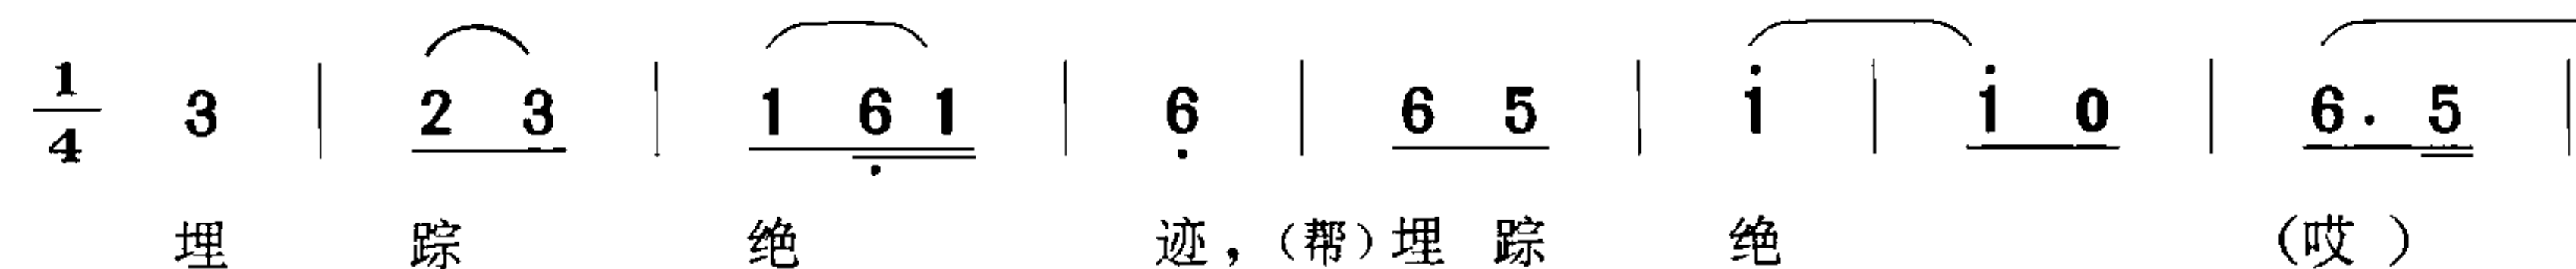 1/4 3 | 2 3 | 1 6̣ 1 | 6̣ | 6 5 | i̇ | i̇ 0 | 6· 5 |
埋 踪 绝 迹，（帮）埋 踪 绝 （哎）